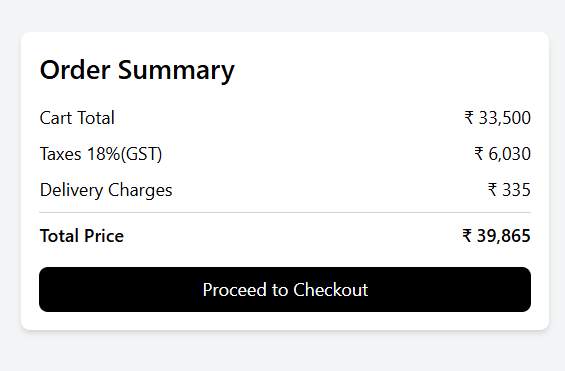 Order Summary
Cart Total ₹ 33,500
Taxes 18%(GST) ₹ 6,030
Delivery Charges ₹ 335
Total Price ₹ 39,865
Proceed to Checkout